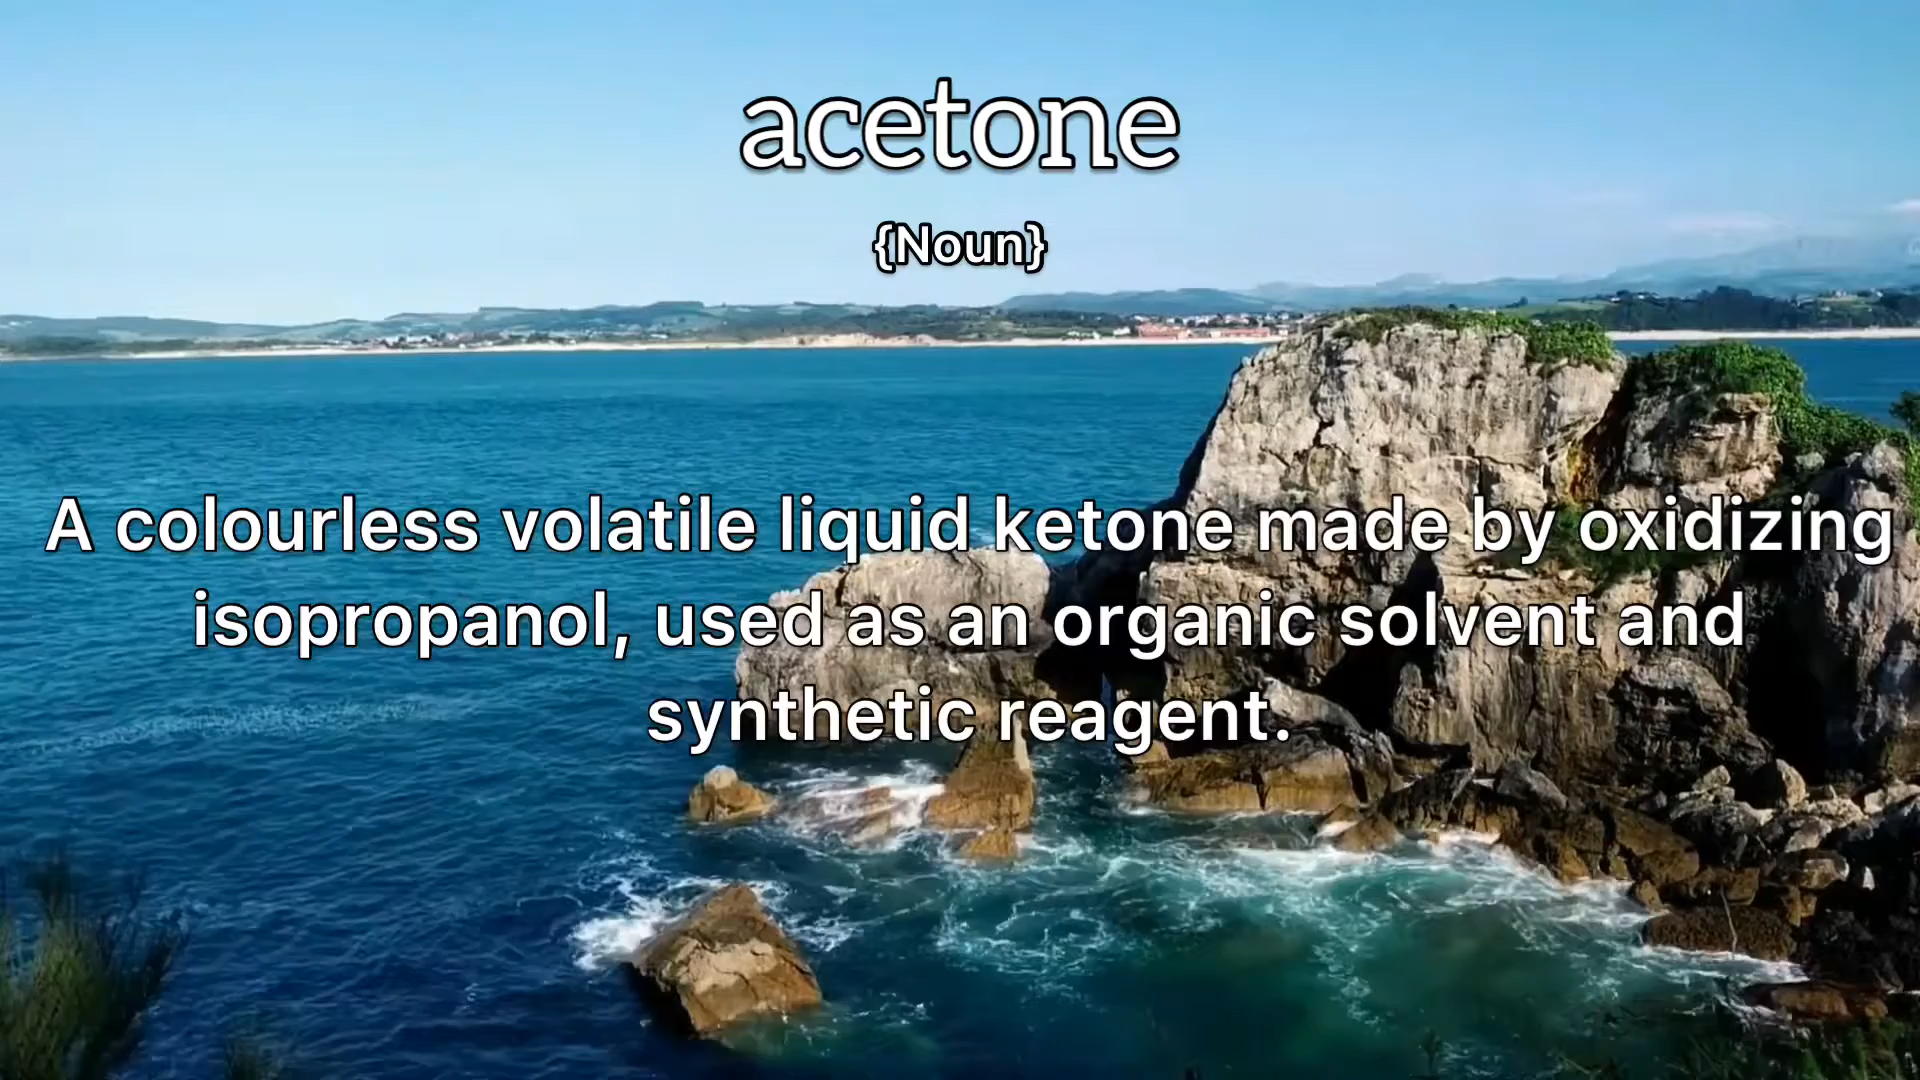 acetone
{Noun}
A colourless volatile liquid ketone made by oxidizing
isopropanol, used as an organic solvent and
synthetic reagent.